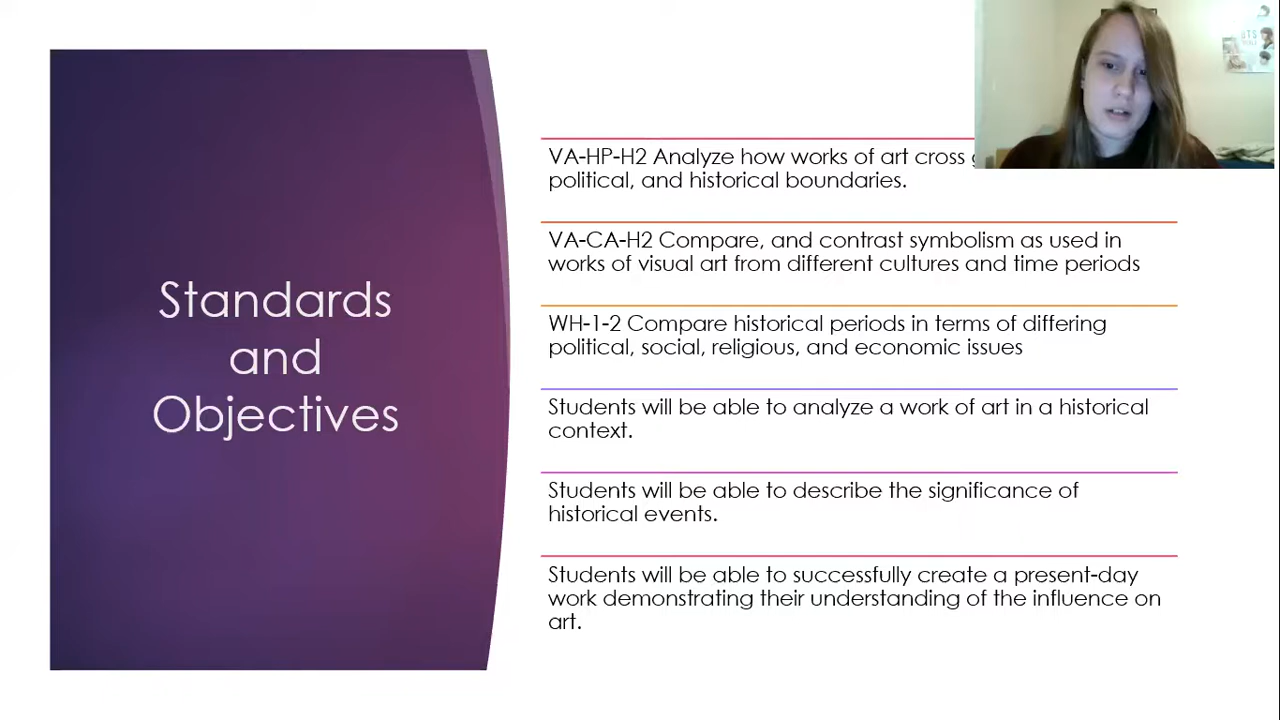 Standards
and
Objectives
VA-HP-H2 Analyze how works of art cross
political, and historical boundaries.
VA-CA-H2 Compare, and contrast symbolism as used in
works of visual art from different cultures and time periods
WH-1-2 Compare historical periods in terms of differing
political, social, religious, and economic issues
Students will be able to analyze a work of art in a historical
context.
Students will be able to describe the significance of
historical events.
Students will be able to successfully create a present-day
work demonstrating their understanding of the influence on
art.